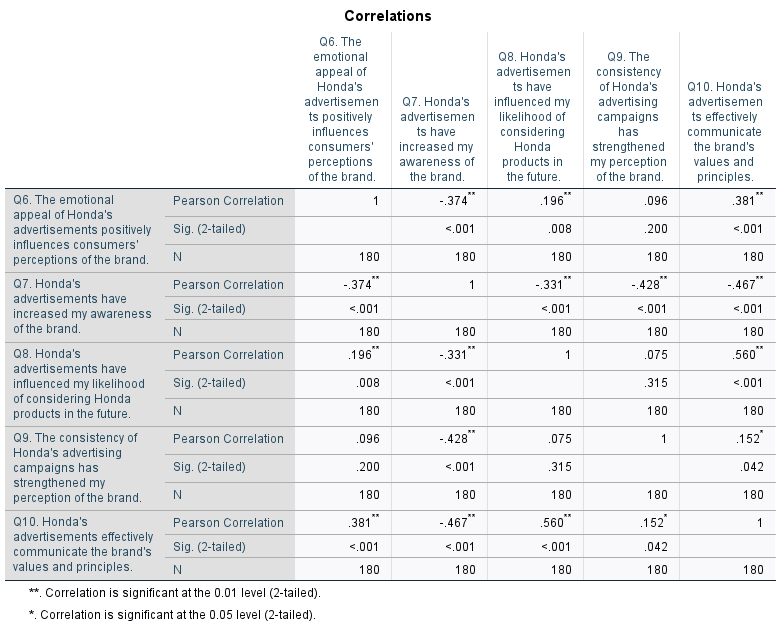 Correlations
Q6. The
emotional
appeal of
Honda's
advertisemen
ts positively
influences
consumers'
perceptions
of the brand.
Q7. Honda's
advertisemen
ts have
increased my
awareness of
the brand.
Q8. Honda's
advertisemen
ts have
influenced my
likelihood of
considering
Honda
products in
the future.
Q9. The
consistency
of Honda's
advertising
campaigns
has
strengthened
my perception
of the brand.
Q10. Honda's
advertisemen
ts effectively
communicate
the brand's
values and
principles.
Q6. The emotional
appeal of Honda's
advertisements positively
influences consumers'
perceptions of the brand.
Pearson Correlation 1 -.374** .196** .096 .381**
Sig. (2-tailed) <.001 .008 .200 <.001
N 180 180 180 180 180
Q7. Honda's
advertisements have
increased my awareness
of the brand.
Pearson Correlation -.374** 1 -.331** -.428** -.467**
Sig. (2-tailed) <.001 <.001 <.001 <.001
N 180 180 180 180 180
Q8. Honda's
advertisements have
influenced my likelihood
of considering Honda
products in the future.
Pearson Correlation .196** -.331** 1 .075 .560**
Sig. (2-tailed) .008 <.001 .315 <.001
N 180 180 180 180 180
Q9. The consistency of
Honda's advertising
campaigns has
strengthened my
perception of the brand.
Pearson Correlation .096 -.428** .075 1 .152*
Sig. (2-tailed) .200 <.001 .315 .042
N 180 180 180 180 180
Q10. Honda's
advertisements effectively
communicate the brand's
values and principles.
Pearson Correlation .381** -.467** .560** .152* 1
Sig. (2-tailed) <.001 <.001 <.001 .042
N 180 180 180 180 180
**. Correlation is significant at the 0.01 level (2-tailed).
*. Correlation is significant at the 0.05 level (2-tailed).